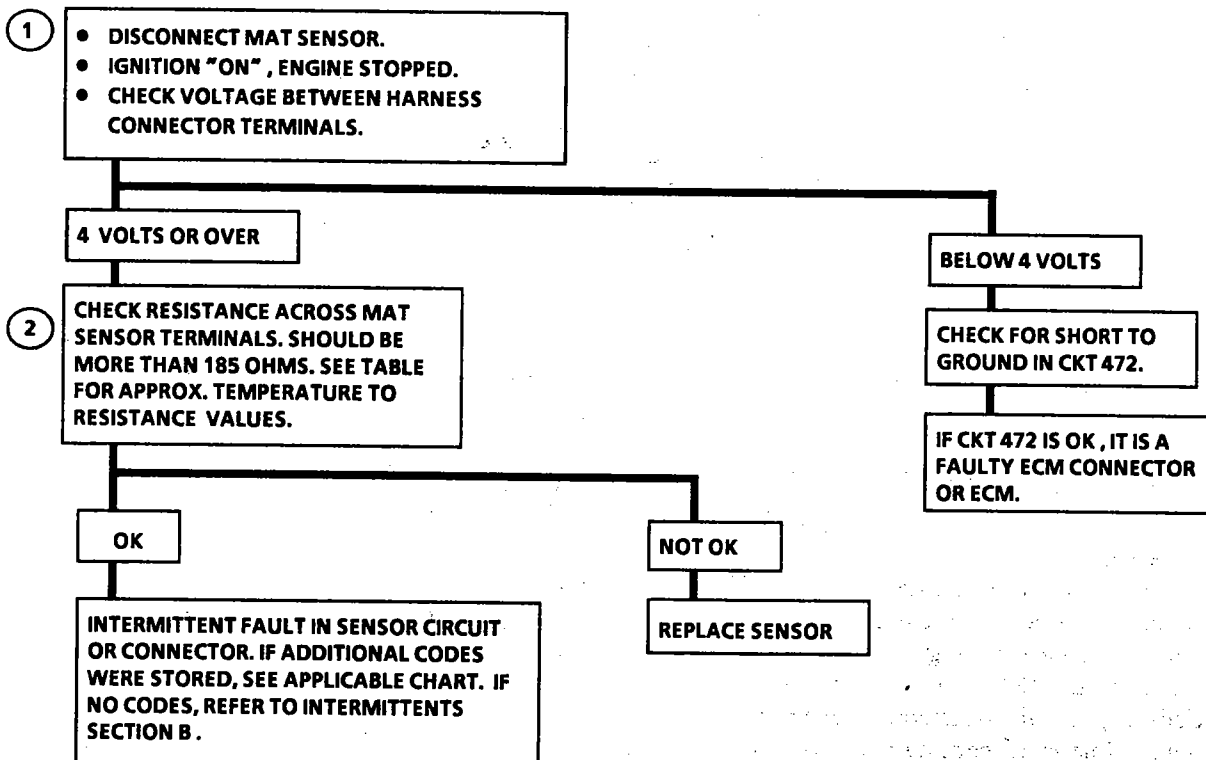 1
● DISCONNECT MAT SENSOR.
● IGNITION "ON", ENGINE STOPPED.
● CHECK VOLTAGE BETWEEN HARNESS
CONNECTOR TERMINALS.
4 VOLTS OR OVER
BELOW 4 VOLTS
2
CHECK RESISTANCE ACROSS MAT
SENSOR TERMINALS. SHOULD BE
MORE THAN 185 OHMS. SEE TABLE
FOR APPROX. TEMPERATURE TO
RESISTANCE VALUES.
CHECK FOR SHORT TO
GROUND IN CKT 472.
IF CKT 472 IS OK, IT IS A
FAULTY ECM CONNECTOR
OR ECM.
OK
NOT OK
INTERMITTENT FAULT IN SENSOR CIRCUIT
OR CONNECTOR. IF ADDITIONAL CODES
WERE STORED, SEE APPLICABLE CHART. IF
NO CODES, REFER TO INTERMITTENTS
SECTION B.
REPLACE SENSOR